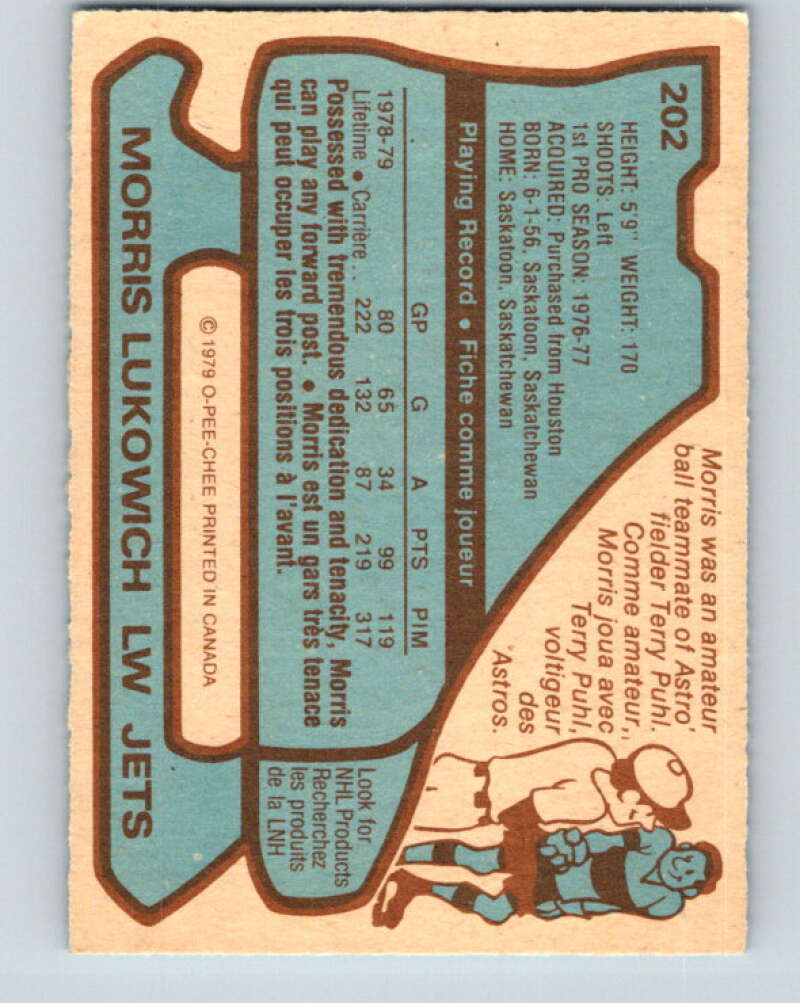 202
HEIGHT: 5'9" WEIGHT: 170
SHOOTS: Left
1st PRO SEASON: 1976-77
ACQUIRED: Purchased from Houston
BORN: 6-1-56, Saskatoon, Saskatchewan
HOME: Saskatoon, Saskatchewan
Morris was an amateur
ball teammate of Astro'
fielder Terry Puhl.
Comme amateur,
Morris joua avec
Terry Puhl,
voltigeur
des
Astros.
Playing Record • Fiche comme joueur
GP G A PTS PIM
1978-79 80 65 34 99 119
Lifetime • Carrière.. 222 132 87 219 317
Possessed with tremendous dedication and tenacity, Morris
can play any forward post. • Morris est un gars très tenace
qui peut occuper les trois positions à l'avant.
Look for
NHL Products
Recherchez
les produits
de la LNH
© 1979 O-PEE-CHEE PRINTED IN CANADA
MORRIS LUKOWICH LW JETS